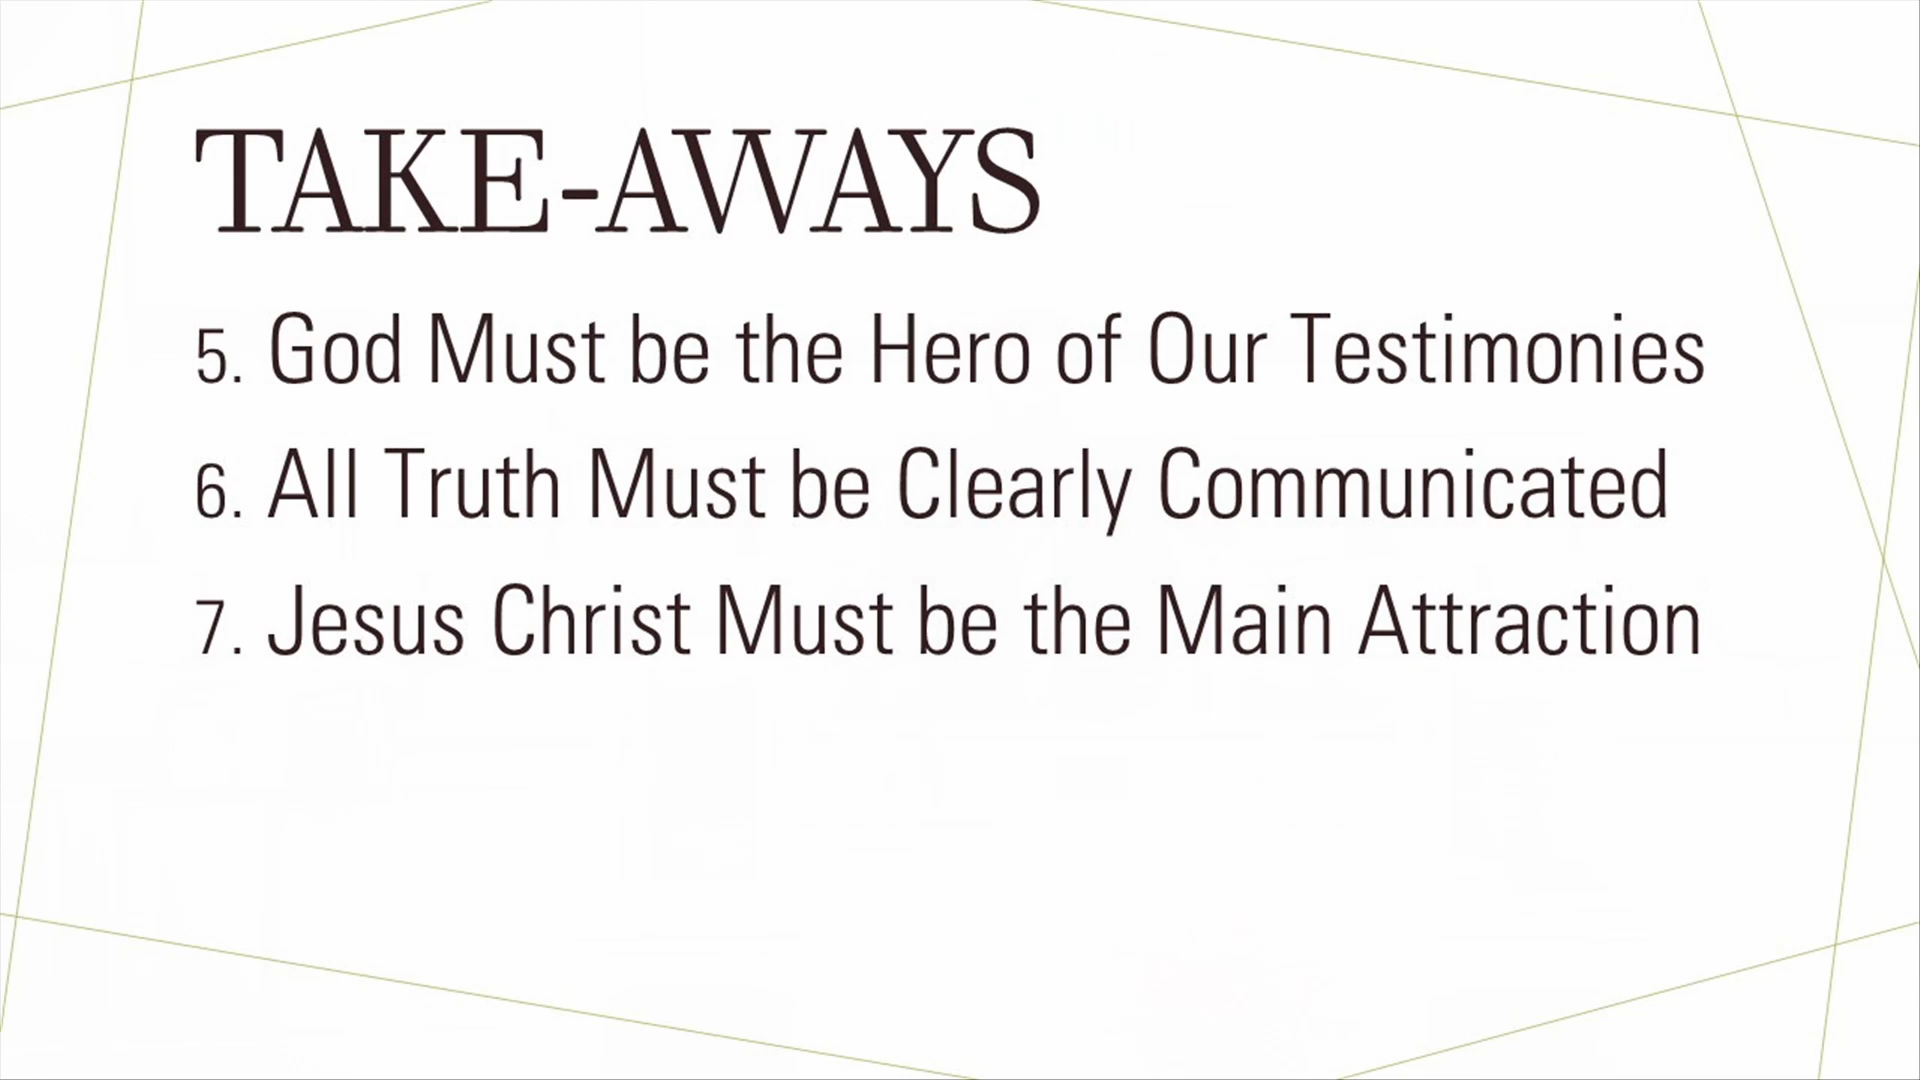 TAKE-AWAYS
5. God Must be the Hero of Our Testimonies
6. All Truth Must be Clearly Communicated
7. Jesus Christ Must be the Main Attraction